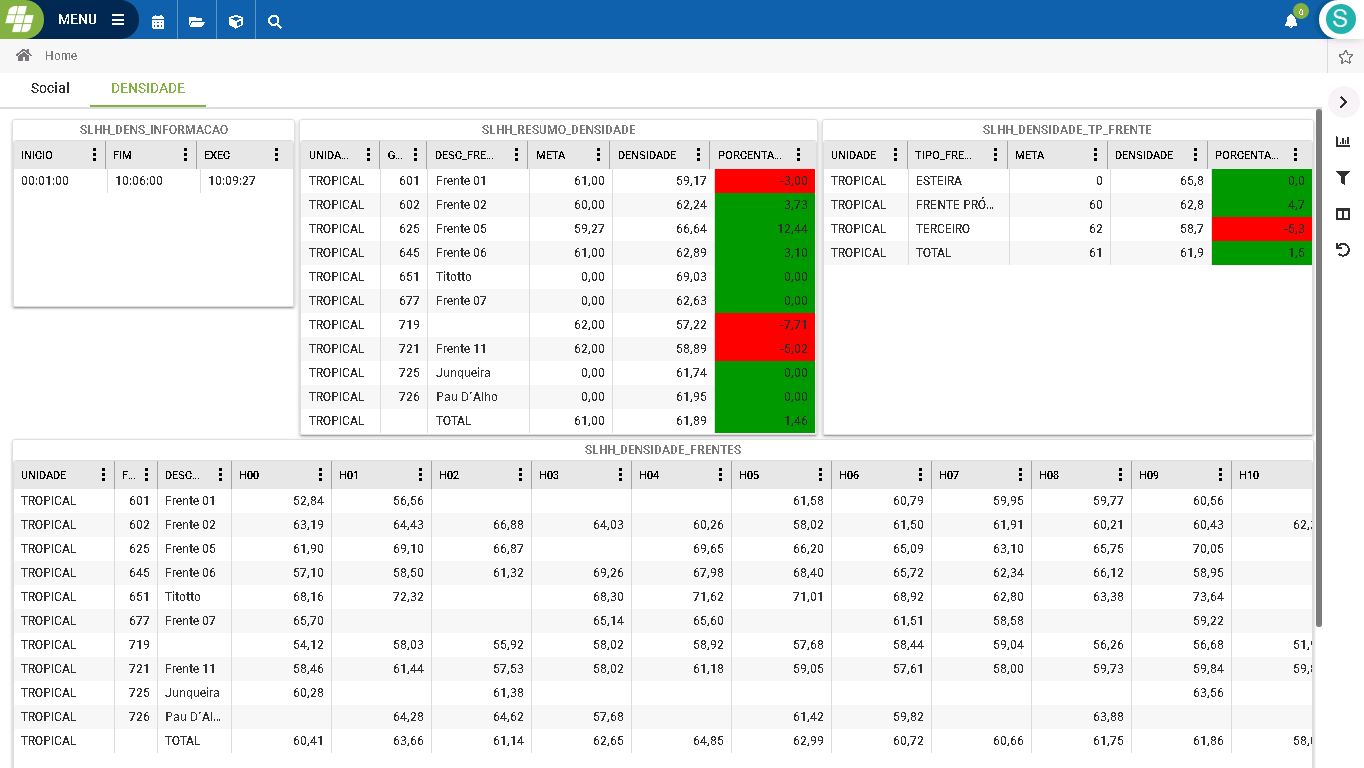 MENU
0
S
Home
Social DENSIDADE
SLHH_DENS_INFORMACAO
INICIO FIM EXEC
00:01:00 10:06:00 10:09:27
SLHH_RESUMO_DENSIDADE
UNIDA... G... DESC_FRE... META DENSIDADE PORCENTA...
TROPICAL 601 Frente 01 61,00 59,17 -3,00
TROPICAL 602 Frente 02 60,00 62,24 3,73
TROPICAL 625 Frente 05 59,27 66,64 12,44
TROPICAL 645 Frente 06 61,00 62,89 3,10
TROPICAL 651 Titotto 0,00 69,03 0,00
TROPICAL 677 Frente 07 0,00 62,63 0,00
TROPICAL 719 62,00 57,22 -7,71
TROPICAL 721 Frente 11 62,00 58,89 -5,02
TROPICAL 725 Junqueira 0,00 61,74 0,00
TROPICAL 726 Pau D´Alho 0,00 61,95 0,00
TROPICAL TOTAL 61,00 61,89 1,46
SLHH_DENSIDADE_TP_FRENTE
UNIDADE TIPO_FRE... META DENSIDADE PORCENTA...
TROPICAL ESTEIRA 0 65,8 0,0
TROPICAL FRENTE PRÓ... 60 62,8 4,7
TROPICAL TERCEIRO 62 58,7 -5,3
TROPICAL TOTAL 61 61,9 1,5
SLHH_DENSIDADE_FRENTES
UNIDADE F... DESC... H00 H01 H02 H03 H04 H05 H06 H07 H08 H09 H10
TROPICAL 601 Frente 01 52,84 56,56 61,58 60,79 59,95 59,77 60,56
TROPICAL 602 Frente 02 63,19 64,43 66,88 64,03 60,26 58,02 61,50 61,91 60,21 60,43
TROPICAL 625 Frente 05 61,90 69,10 66,87 69,65 66,20 65,09 63,10 65,75 70,05
TROPICAL 645 Frente 06 57,10 58,50 61,32 69,26 67,98 68,40 65,72 62,34 66,12 58,95
TROPICAL 651 Titotto 68,16 72,32 68,30 71,62 71,01 68,92 62,80 63,38 73,64
TROPICAL 677 Frente 07 65,70 65,14 65,60 61,51 58,58 59,22
TROPICAL 719 54,12 58,03 55,92 58,02 58,92 57,68 58,44 59,04 56,26 56,68
TROPICAL 721 Frente 11 58,46 61,44 57,53 58,02 61,18 59,05 57,61 58,00 59,73 59,84
TROPICAL 725 Junqueira 60,28 61,38 63,56
TROPICAL 726 Pau D´Al... 64,28 64,62 57,68 61,42 59,82 63,88
TROPICAL TOTAL 60,41 63,66 61,14 62,65 64,85 62,99 60,72 60,66 61,75 61,86